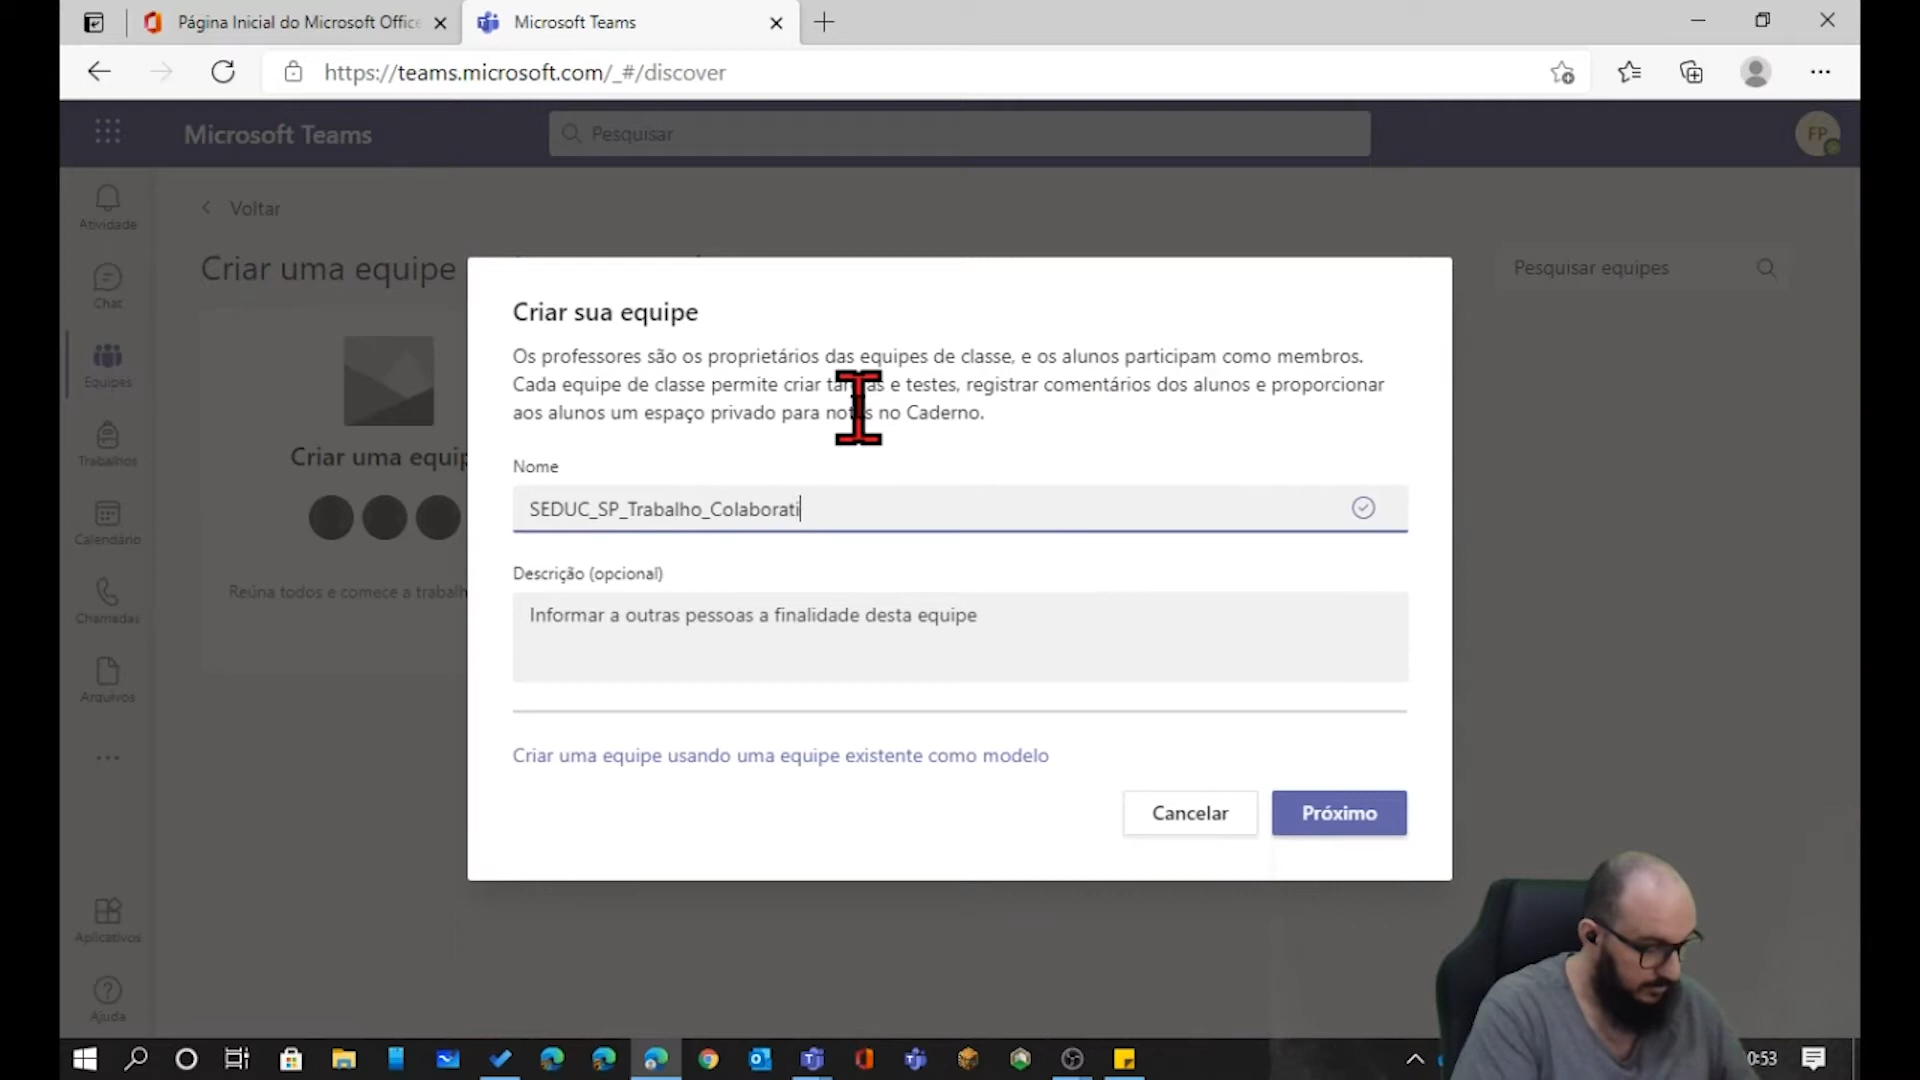 Página Inicial do Microsoft Office
Microsoft Teams
https://teams.microsoft.com/_#/discover
Microsoft Teams
Pesquisar
FP
Atividade
Chat
Equipes
Trabalhos
Calendário
Chamadas
Arquivos
Aplicativos
Ajuda
Voltar
Criar uma equipe
Pesquisar equipes
Criar uma equip
Reúna todos e comece a trabalh
Criar sua equipe
Os professores são os proprietários das equipes de classe, e os alunos participam como membros.
Cada equipe de classe permite criar tarefas e testes, registrar comentários dos alunos e proporcionar
aos alunos um espaço privado para notas no Caderno.
Nome
SEDUC_SP_Trabalho_Colaborati
Descrição (opcional)
Informar a outras pessoas a finalidade desta equipe
Criar uma equipe usando uma equipe existente como modelo
Cancelar
Próximo
0:53